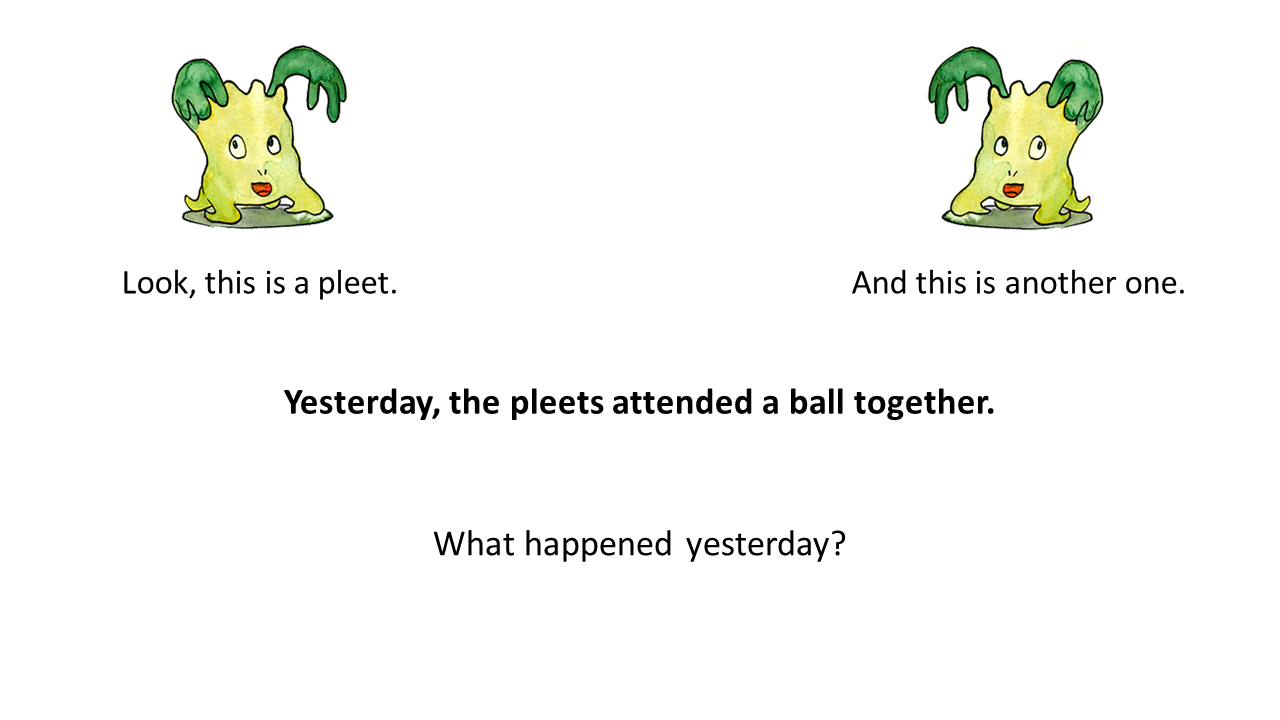 Look, this is a pleet.
And this is another one.
Yesterday, the pleets attended a ball together.
What happened yesterday?